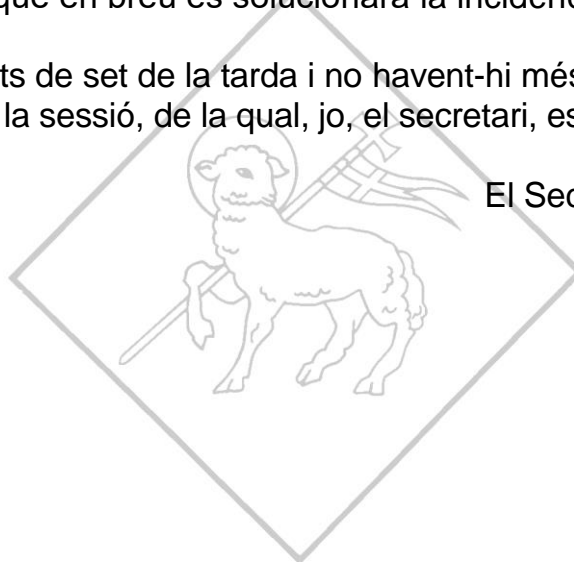 que en breu es solucionarà la incidènc
ts de set de la tarda i no havent-hi més
la sessió, de la qual, jo, el secretari, es
El Sec